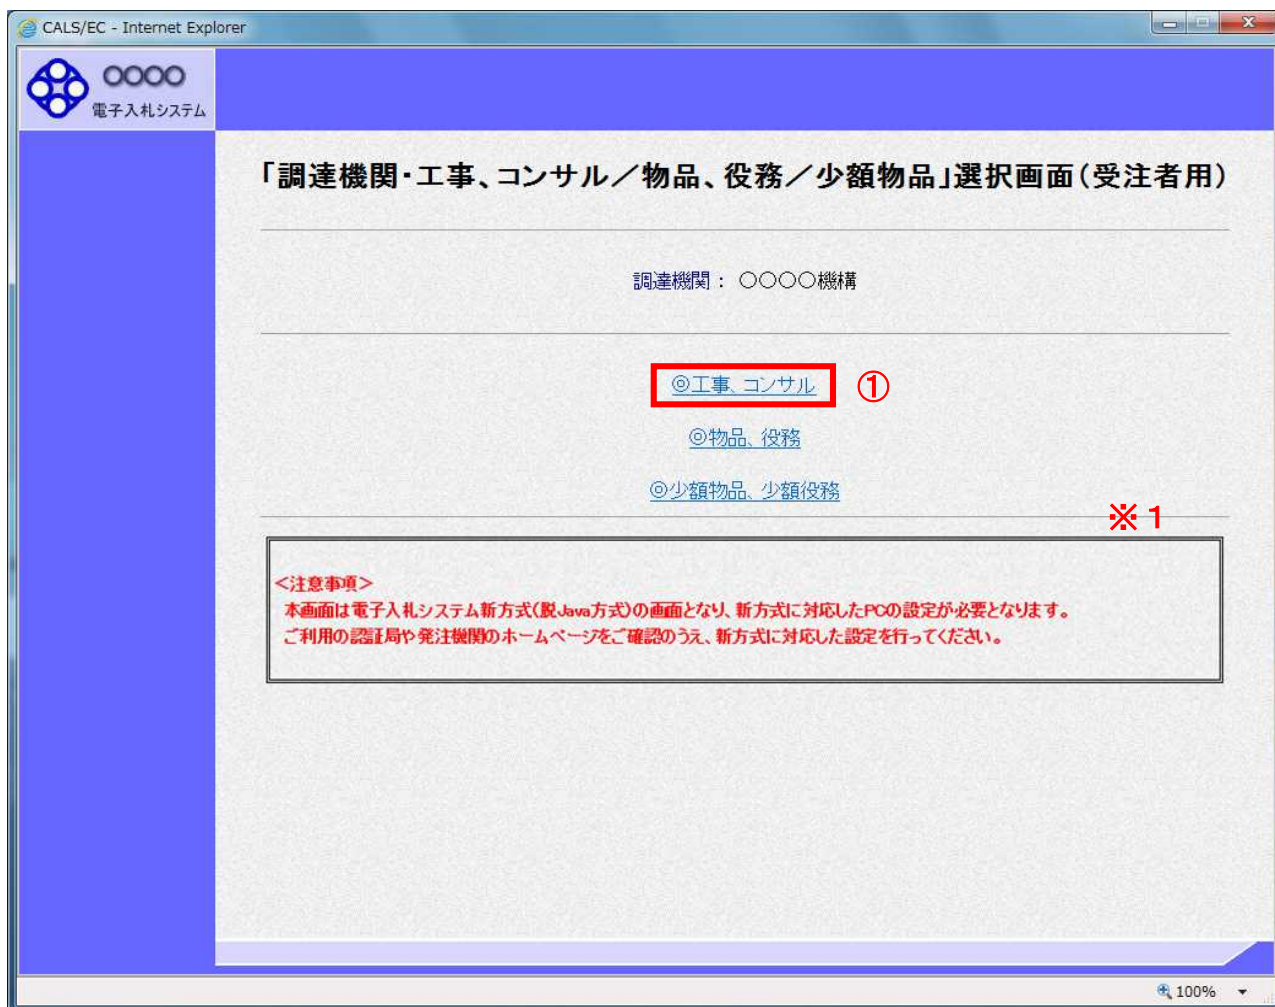 CALS/EC - Internet Explorer
○○○○
電子入札システム
「調達機関・工事、コンサル／物品、役務／少額物品」選択画面（受注者用）
調達機関： ○○○○機構
◎工事、コンサル ①
◎物品、役務
◎少額物品、少額役務
※１
＜注意事項＞
本画面は電子入札システム新方式（脱Java方式）の画面となり、新方式に対応したPCの設定が必要となります。
ご利用の認証局や発注機関のホームページをご確認のうえ、新方式に対応した設定を行ってください。
100%